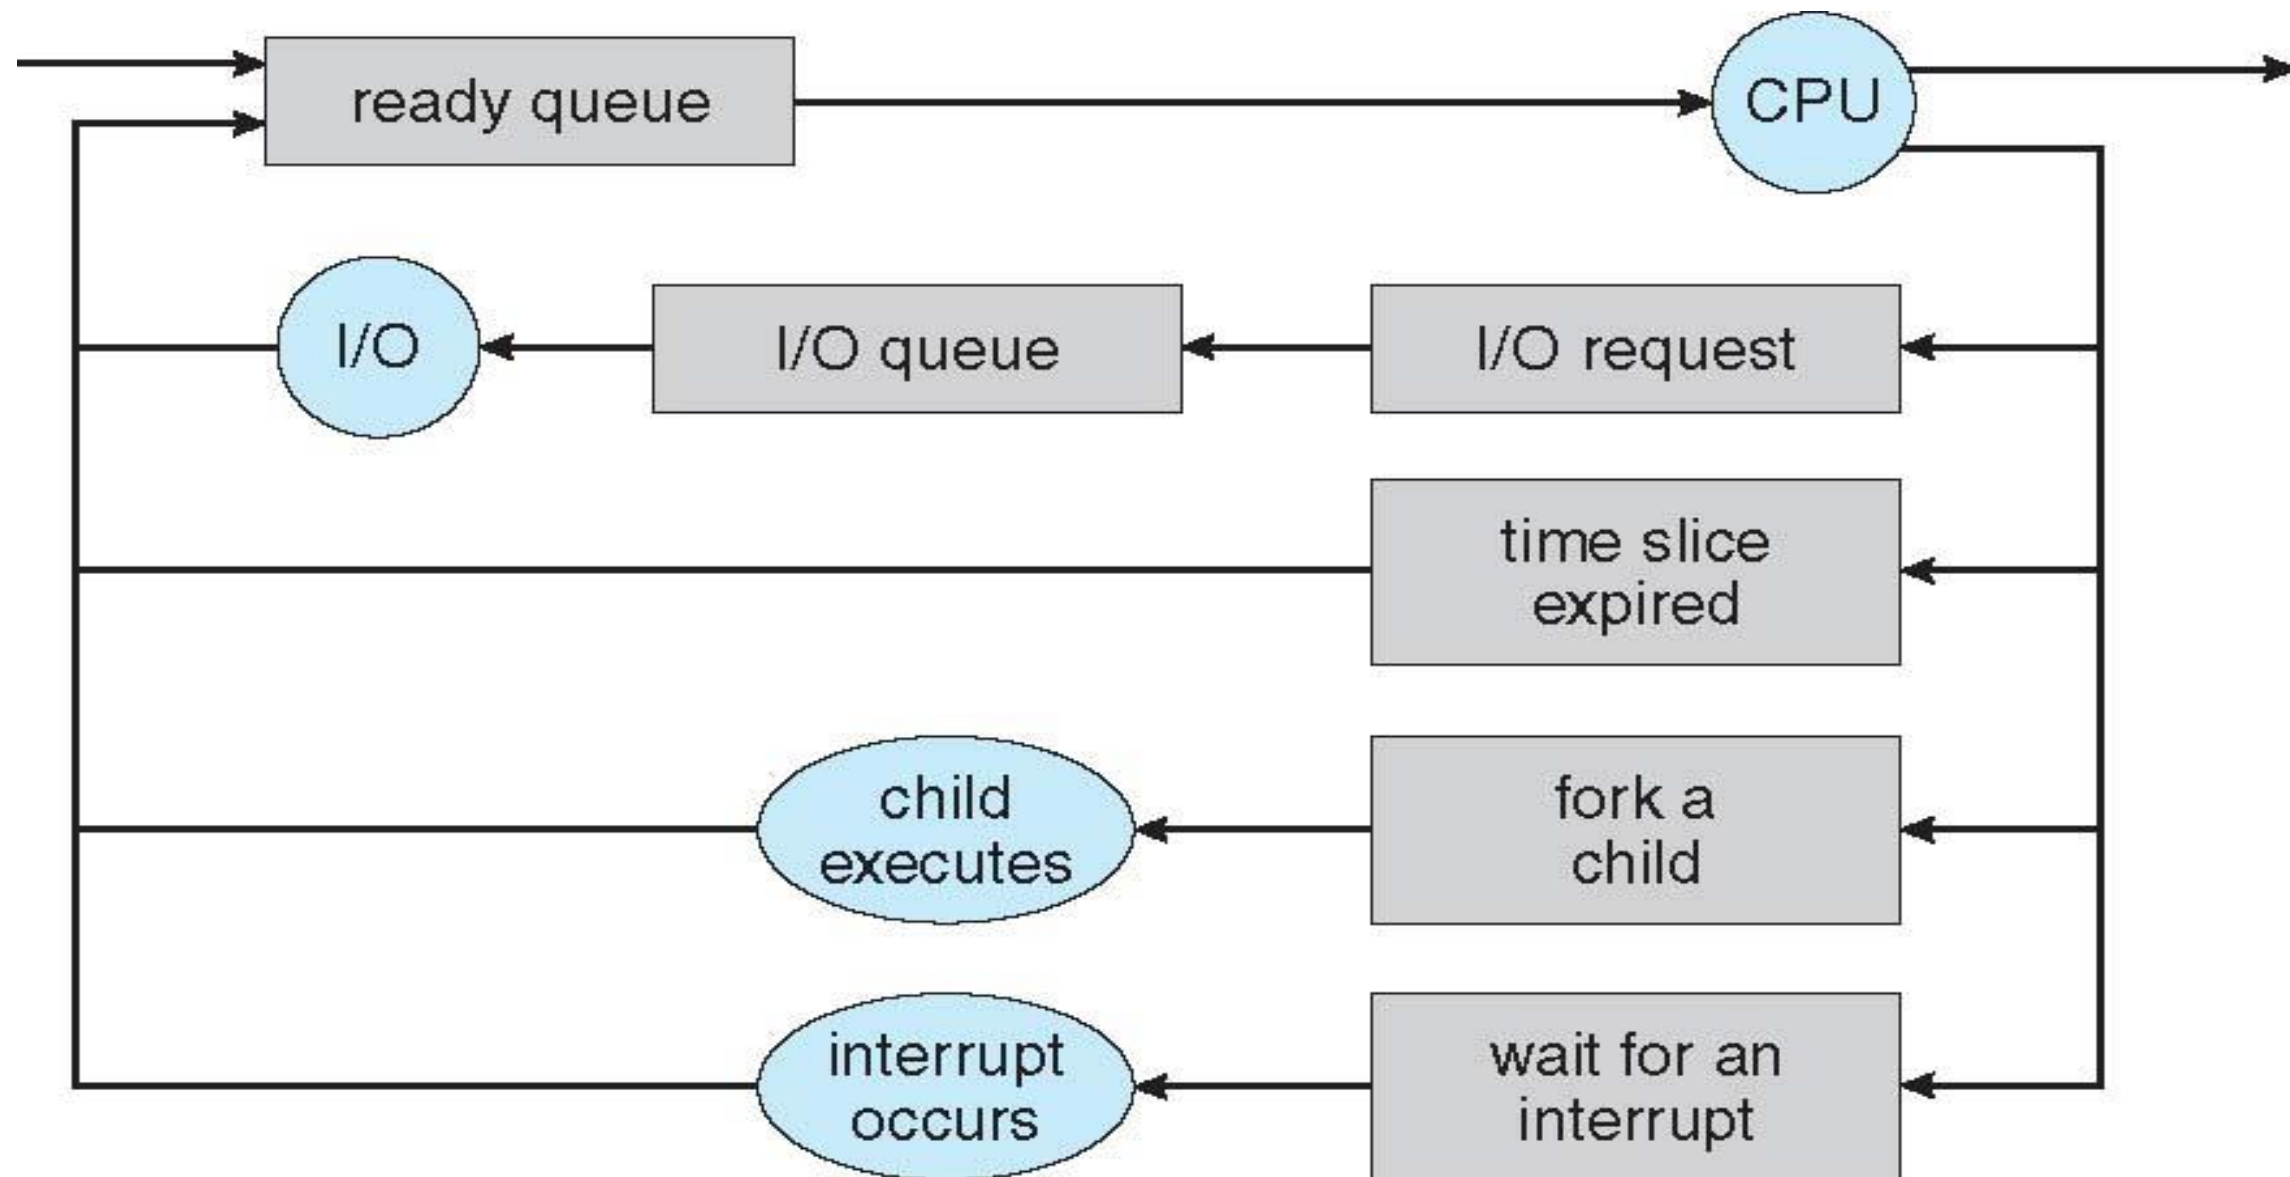 ready queue
CPU
I/O
I/O queue
I/O request
time slice
expired
child
executes
fork a
child
interrupt
occurs
wait for an
interrupt